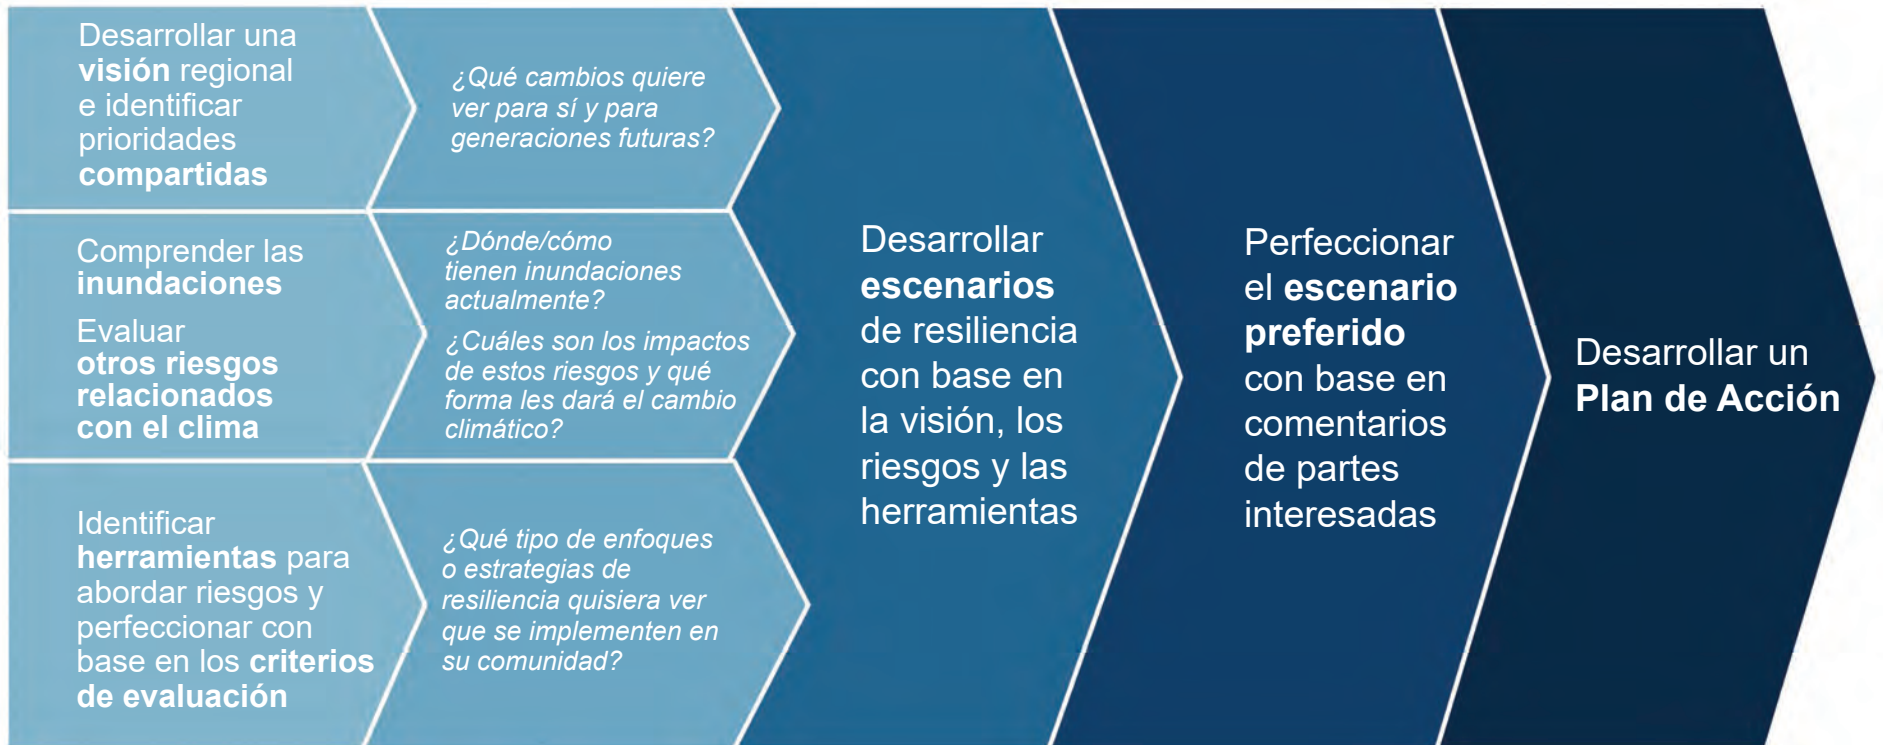 Desarrollar una
visión regional
e identificar
prioridades
compartidas
¿Qué cambios quiere
ver para sí y para
generaciones futuras?
Comprender las
inundaciones
Evaluar
otros riesgos
relacionados
con el clima
¿Dónde/cómo
tienen inundaciones
actualmente?
¿Cuáles son los impactos
de estos riesgos y qué
forma les dará el cambio
climático?
Identificar
herramientas para
abordar riesgos y
perfeccionar con
base en los criterios
de evaluación
¿Qué tipo de enfoques
o estrategias de
resiliencia quisiera ver
que se implementen en
su comunidad?
Desarrollar
escenarios
de resiliencia
con base en
la visión, los
riesgos y las
herramientas
Perfeccionar
el escenario
preferido
con base en
comentarios
de partes
interesadas
Desarrollar un
Plan de Acción